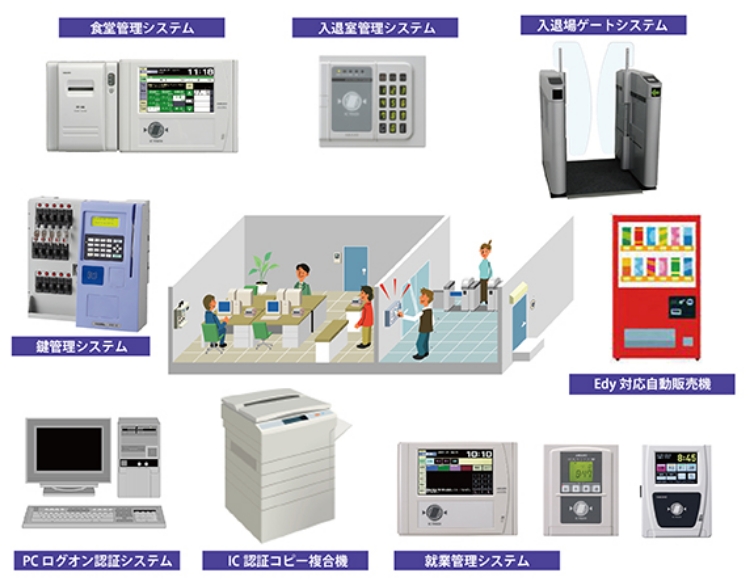 食堂管理システム
入退室管理システム
入退場ゲートシステム
11:18
鍵管理システム
Edy 対応自動販売機
10:10
8:45
PC ログオン認証システム
IC 認証コピー複合機
就業管理システム